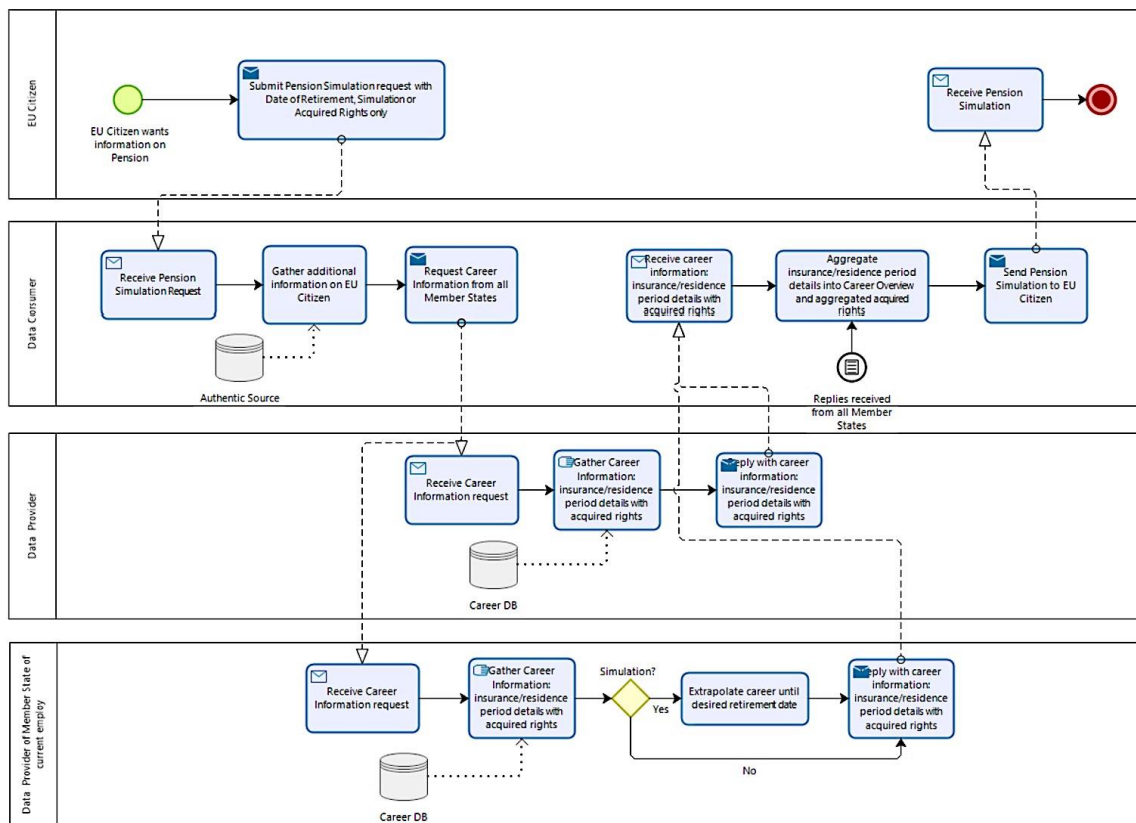 EU Citizen
Submit Pension Simulation request with
Date of Retirement, Simulation or
Acquired Rights only
EU Citizen wants
information on
Pension
Receive Pension
Simulation
Data Consumer
Receive Pension
Simulation Request
Gather additional
information on EU
Citizen
Request Career
Information from all
Member States
Receive career
information:
insurance/residence
period details with
acquired rights
Aggregate
insurance/residence period
details into Career Overview
and aggregated acquired
rights
Send Pension
Simulation to EU
Citizen
Authentic Source
Replies received
from all Member
States
Data Provider
Receive Career
Information request
Gather Career
Information:
insurance/residence
period details with
acquired rights
eply with career
information:
insurance/residence
period details with
acquired rights
Career DB
Data Provider of Member State of
current employ
Receive Career
Information request
Gather Career
Information:
insurance/residence
period details with
acquired rights
Simulation?
Yes
Extrapolate career until
desired retirement date
eply with career
information:
insurance/residence
period details with
acquired rights
No
Career DB